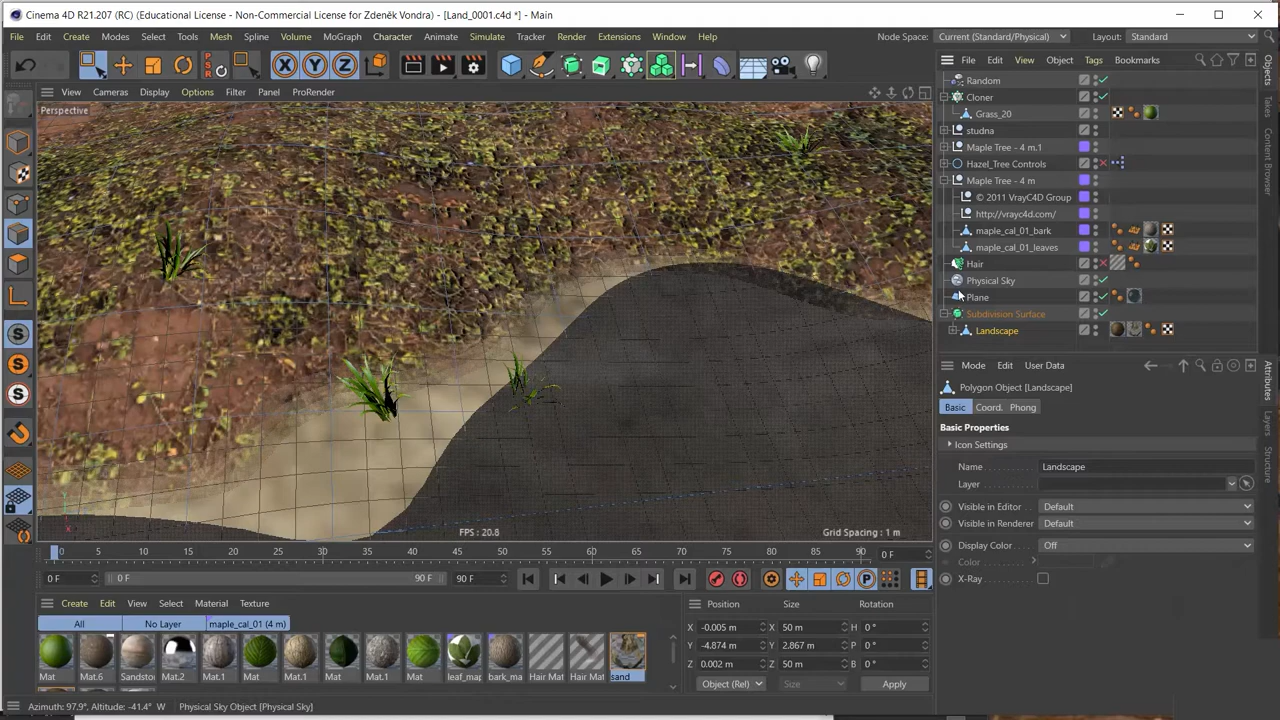 Cinema 4D R21.207 (RC) (Educational License - Non-Commercial License for Zdeněk Vondra) - [Land_0001.c4d *] - Main
File Edit Create Modes Select Tools Mesh Spline Volume MoGraph Character Animate Simulate Tracker Render Extensions Window Help Node Space: Current (Standard/Physical) Layout: Standard
File Edit View Object Tags Bookmarks
View Cameras Display Options Filter Panel ProRender
Perspective
Random
Cloner
Grass_20
studna
Maple Tree - 4 m.1
Hazel_Tree Controls
Maple Tree - 4 m
© 2011 VrayC4D Group
http://vrayc4d.com/
maple_cal_01_bark
maple_cal_01_leaves
Hair
Physical Sky
Plane
Subdivision Surface
Landscape
Objects
Takes
Content Browser
Mode Edit User Data
Polygon Object [Landscape]
Basic Coord. Phong
Basic Properties
Icon Settings
Name Landscape
Layer
Visible in Editor Default
Visible in Renderer Default
Display Color Off
Color
X-Ray
Attributes
Layers
Structure
FPS : 20.8
Grid Spacing : 1 m
0 5 10 15 20 25 30 35 40 45 50 55 60 65 70 75 80 85 90 0 F
0 F 0 F 90 F 90 F
Create Edit View Select Material Texture
All No Layer maple_cal_01 (4 m)
Mat Mat.6 Sandsto Mat.2 Mat.1 Mat Mat.1 Mat Mat.1 Mat leaf_map bark_ma Hair Mat Hair Mat sand
Position Size Rotation
X -0.005 m X 50 m H 0 °
Y -4.874 m Y 2.867 m P 0 °
Z 0.002 m Z 50 m B 0 °
Object (Rel) Size Apply
Azimuth: 97.9°, Altitude: -41.4° W Physical Sky Object [Physical Sky]